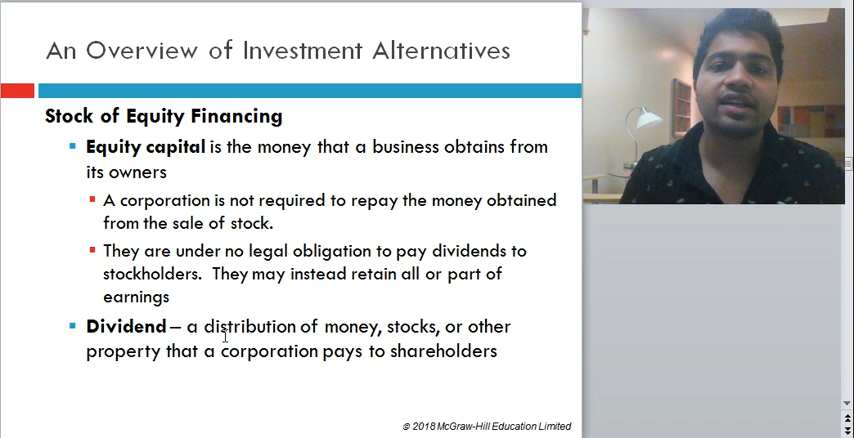 An Overview of Investment Alternatives
Stock of Equity Financing
Equity capital is the money that a business obtains from
its owners
A corporation is not required to repay the money obtained
from the sale of stock.
They are under no legal obligation to pay dividends to
stockholders. They may instead retain all or part of
earnings
Dividend – a distribution of money, stocks, or other
property that a corporation pays to shareholders
© 2018 McGraw-Hill Education Limited